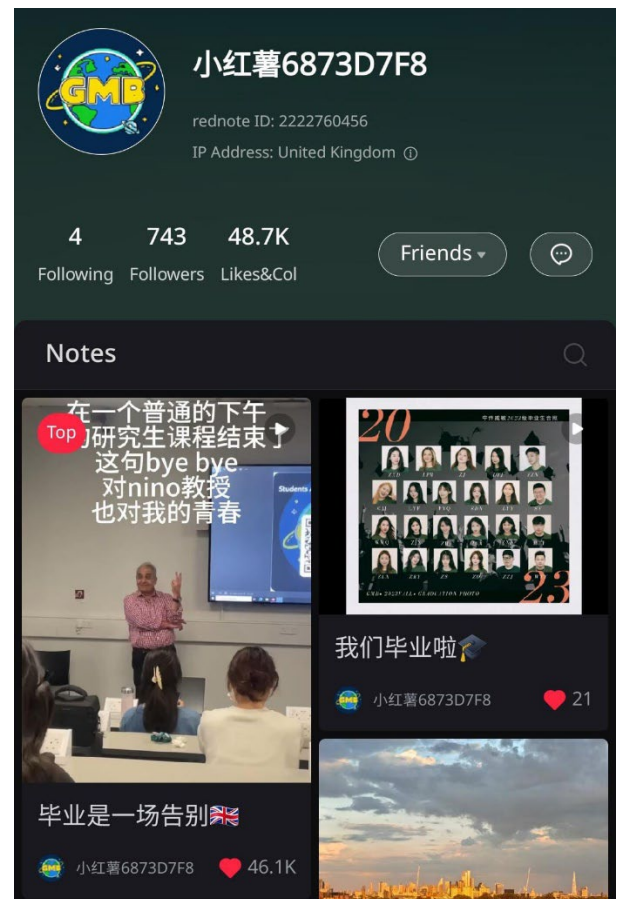 GMB
小红薯6873D7F8
rednote ID: 2222760456
IP Address: United Kingdom
4
743
48.7K
Following
Followers
Likes&Col
Friends
Notes
Top
在一个普通的下午
研究生课程结束了
这句bye bye
对nino教授
也对我的青春
Students
毕业是一场告别🇬🇧
小红薯6873D7F8
46.1K
20
23
我们毕业啦🎓
小红薯6873D7F8
21